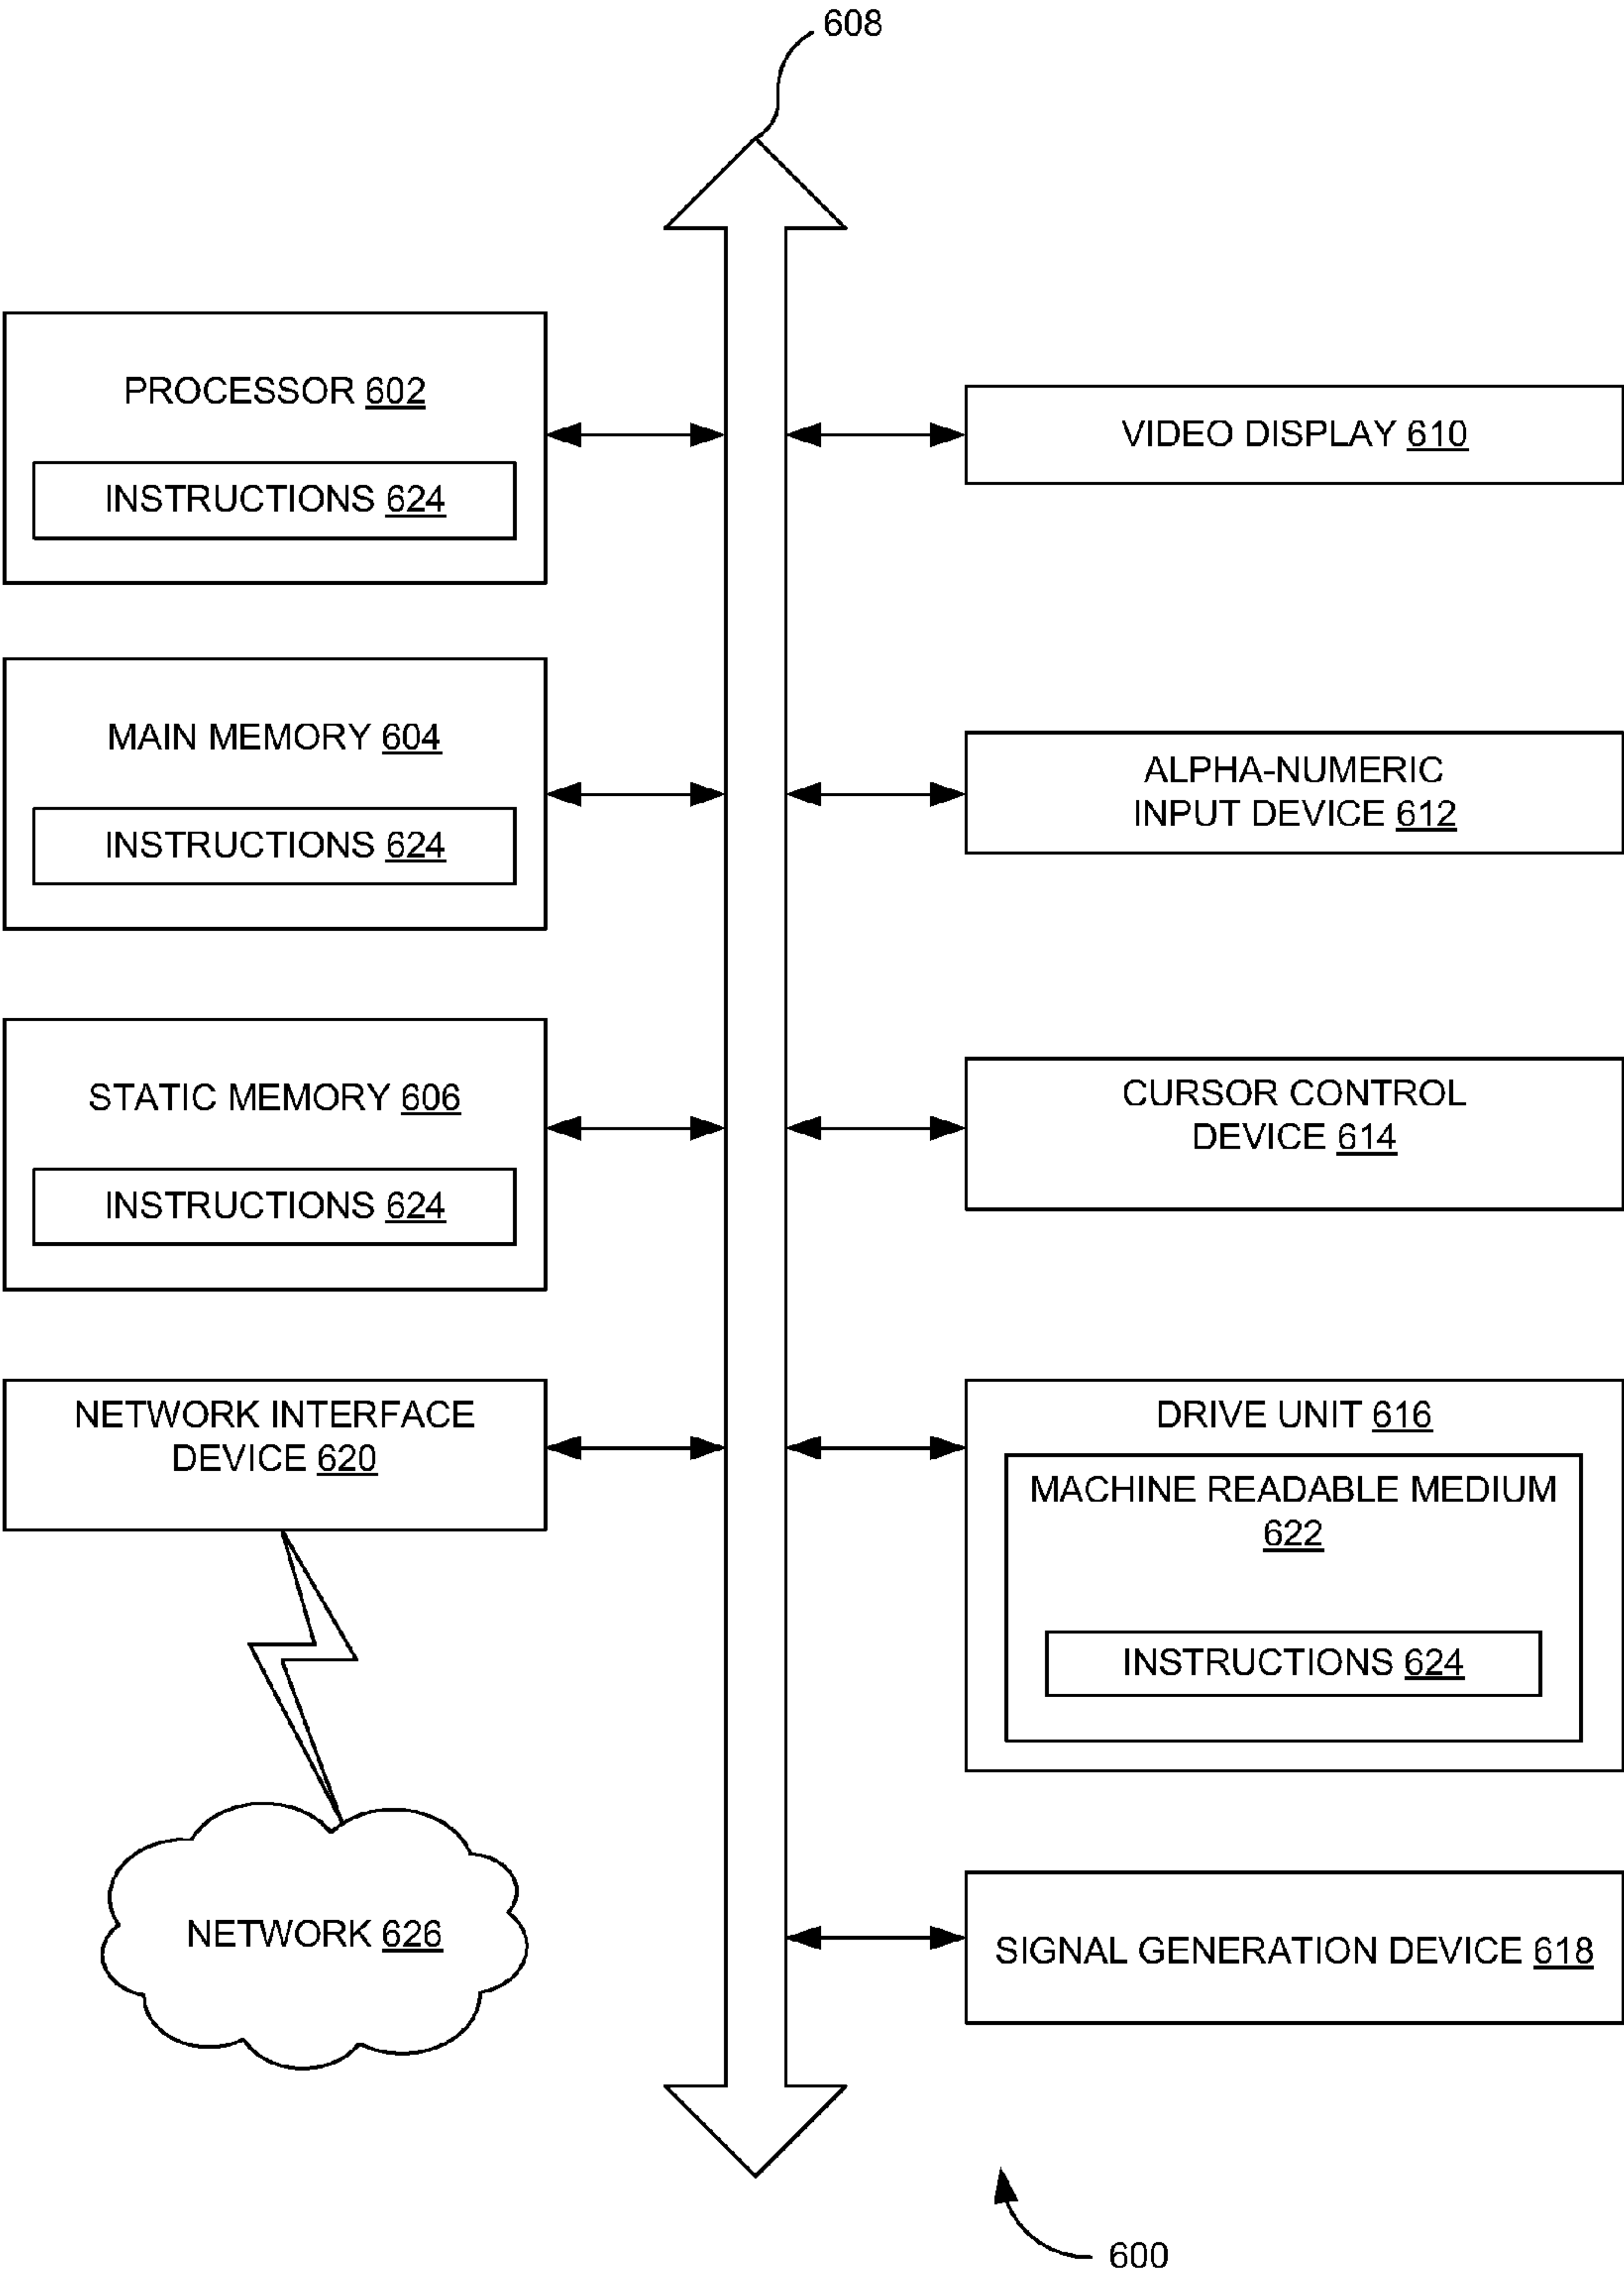 608
PROCESSOR 602
INSTRUCTIONS 624
VIDEO DISPLAY 610
MAIN MEMORY 604
INSTRUCTIONS 624
ALPHA-NUMERIC
INPUT DEVICE 612
STATIC MEMORY 606
INSTRUCTIONS 624
CURSOR CONTROL
DEVICE 614
NETWORK INTERFACE
DEVICE 620
DRIVE UNIT 616
MACHINE READABLE MEDIUM
622
INSTRUCTIONS 624
NETWORK 626
SIGNAL GENERATION DEVICE 618
600